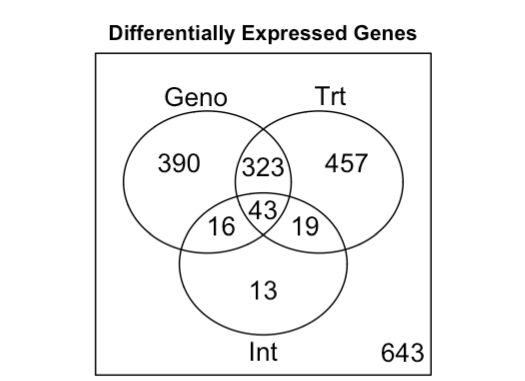 Differentially Expressed Genes
Geno Trt
390 323 457
43
16 19
13
Int 643